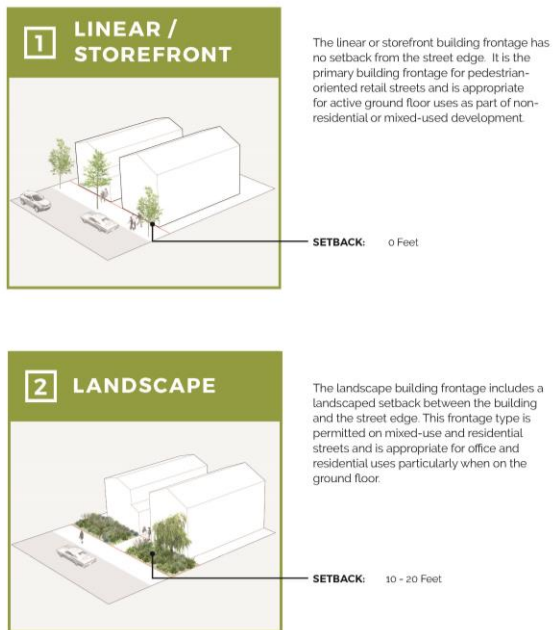 1 LINEAR /
STOREFRONT
The linear or storefront building frontage has
no setback from the street edge. It is the
primary building frontage for pedestrian-
oriented retail streets and is appropriate
for active ground floor uses as part of non-
residential or mixed-used development.
SETBACK: 0 Feet
2 LANDSCAPE
The landscape building frontage includes a
landscaped setback between the building
and the street edge. This frontage type is
permitted on mixed-use and residential
streets and is appropriate for office and
residential uses particularly when on the
ground floor.
SETBACK: 10 - 20 Feet